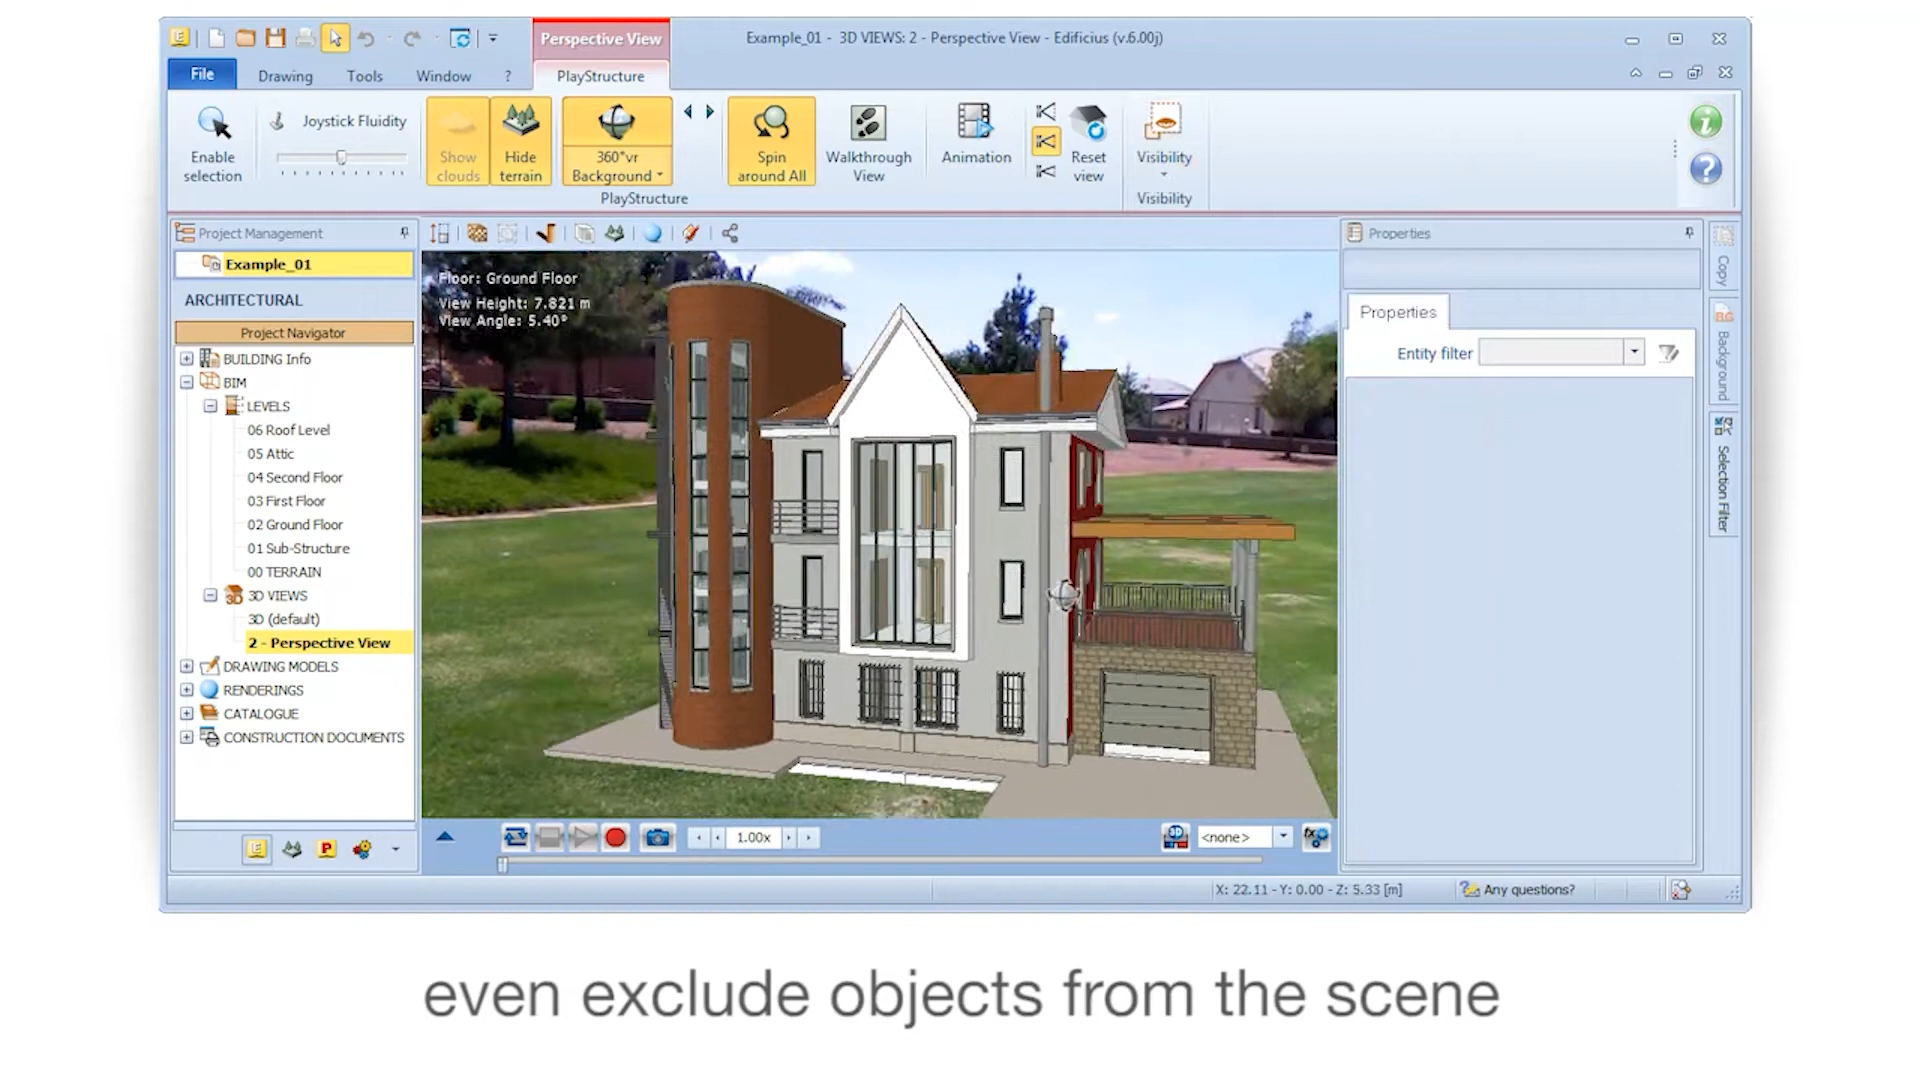 Perspective View
Example_01 - 3D VIEWS: 2 - Perspective View - Edificius (v.6.00j)
File
Drawing
Tools
Window
?
PlayStructure
Enable
selection
Joystick Fluidity
Show
clouds
Hide
terrain
360°vr
Background
Spin
around All
Walkthrough
View
Animation
Reset
view
Visibility
PlayStructure
Visibility
Project Management
Properties
Example_01
ARCHITECTURAL
Project Navigator
BUILDING Info
BIM
LEVELS
06 Roof Level
05 Attic
04 Second Floor
03 First Floor
02 Ground Floor
01 Sub-Structure
00 TERRAIN
3D VIEWS
3D (default)
2 - Perspective View
DRAWING MODELS
RENDERINGS
CATALOGUE
CONSTRUCTION DOCUMENTS
Floor: Ground Floor
View Height: 7.821 m
View Angle: 5.40°
Properties
Entity filter
Copy
Background
Selection Filter
1.00x
<none>
X: 22.11 - Y: 0.00 - Z: 5.33 [m]
Any questions?
even exclude objects from the scene